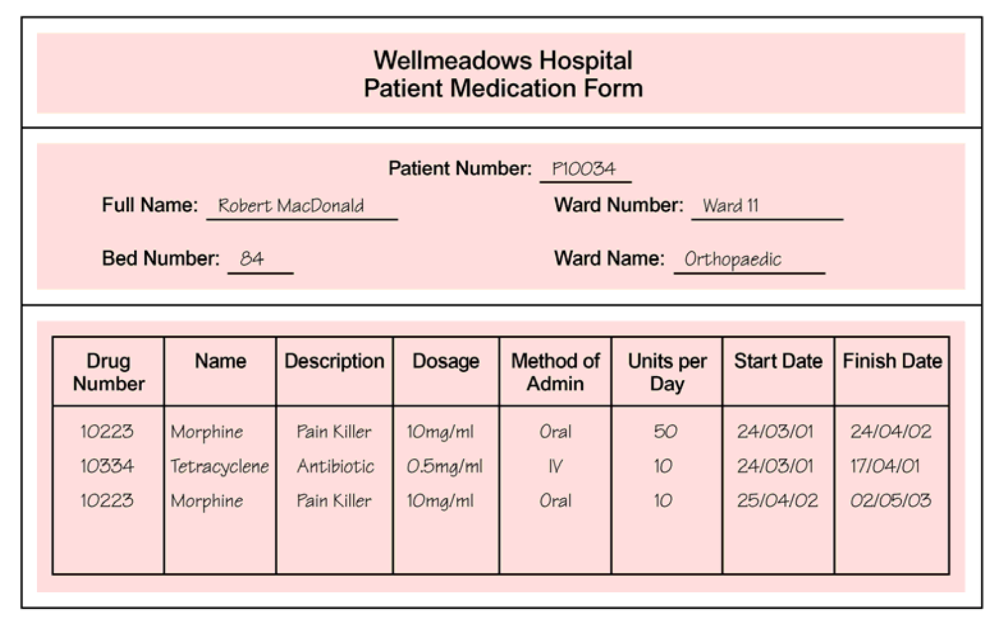 Wellmeadows Hospital
Patient Medication Form
Patient Number: P10034
Full Name: Robert MacDonald Ward Number: Ward 11
Bed Number: 84 Ward Name: Orthopaedic
Drug Number Name Description Dosage Method of Admin Units per Day Start Date Finish Date
10223 Morphine Pain Killer 10mg/ml Oral 50 24/03/01 24/04/02
10334 Tetracyclene Antibiotic 0.5mg/ml IV 10 24/03/01 17/04/01
10223 Morphine Pain Killer 10mg/ml Oral 10 25/04/02 02/05/03